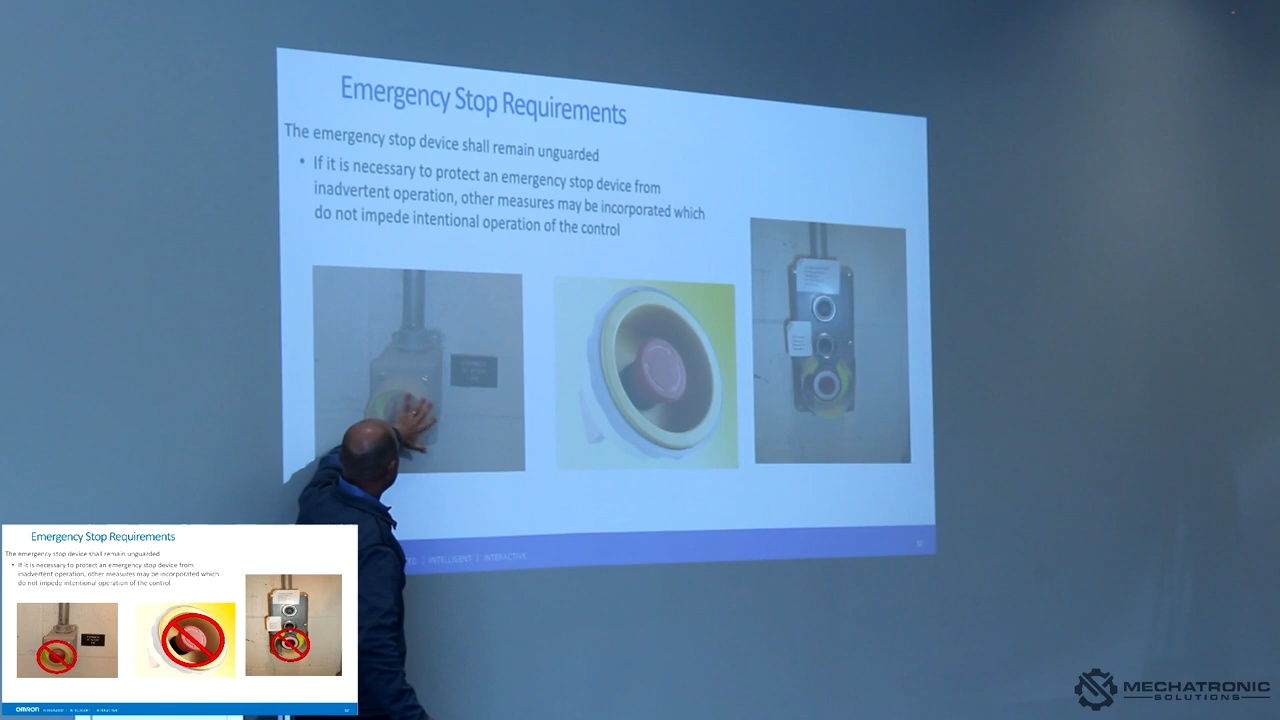 Emergency Stop Requirements
The emergency stop device shall remain unguarded
• If it is necessary to protect an emergency stop device from
inadvertent operation, other measures may be incorporated which
do not impede intentional operation of the control
INTELLIGENT | INTERACTIVE
Emergency Stop Requirements
The emergency stop device shall remain unguarded
• If it is necessary to protect an emergency stop device from
inadvertent operation, other measures may be incorporated which
do not impede intentional operation of the control
OMRON
MECHATRONIC
SOLUTIONS